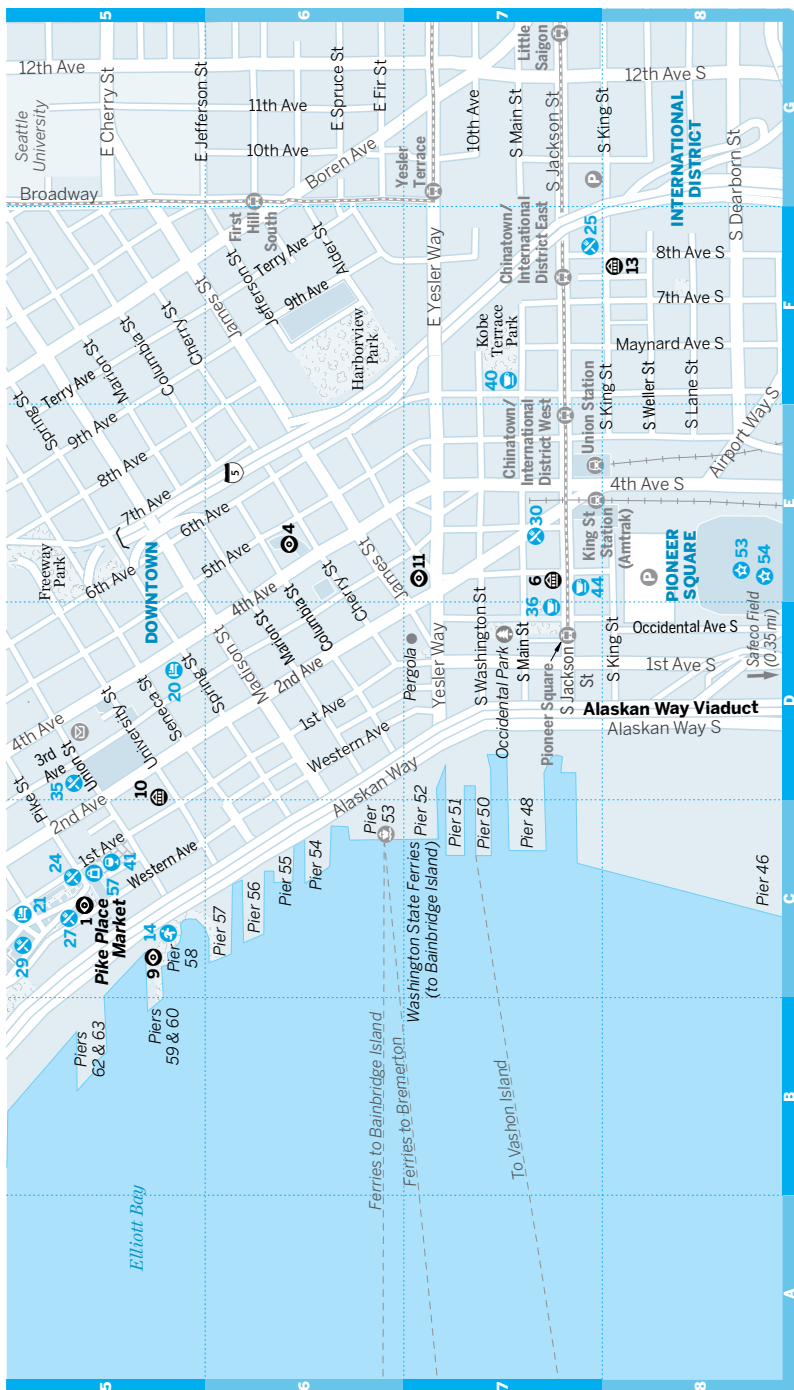 5
6
7
8
5
6
7
8
A
B
C
D
E
F
G
Seattle
University
12th Ave
E Cherry St
E Jefferson St
11th Ave
10th Ave
E Spruce St
E Fir St
Boren Ave
Broadway
First
Hill
South
Yesler
Terrace
10th Ave
S Main St
S Jackson St
Little
Saigon
12th Ave S
S King St
P
INTERNATIONAL
DISTRICT
S Dearborn St
Spring St
Terry Ave
Marion St
Columbia St
Cherry St
James St
Jefferson St
Terry Ave
Alder St
9th Ave
Harborview
Park
E Yesler Way
Kobe
Terrace
Park
40
Chinatown/
International
District East
25
13
8th Ave S
7th Ave S
Maynard Ave S
9th Ave
8th Ave
7th Ave
6th Ave
5
Freeway
Park
6th Ave
5th Ave
4
4th Ave
DOWNTOWN
Chinatown/
International
District West
Union Station
S King St
S Weller St
S Lane St
Airport Way S
4th Ave S
30
King St
Station
(Amtrak)
P
PIONEER
SQUARE
53
54
6
36
44
11
James St
Cherry St
Columbia St
Marion St
Madison St
Spring St
20
Seneca St
University St
Union St
3rd
Ave
4th Ave
Pike St
35
2nd Ave
10
2nd Ave
1st Ave
Western Ave
Pergola
Yesler Way
S Washington St
Occidental Park
S Main St
Pioneer Square
S Jackson
St
S King St
Occidental Ave S
1st Ave S
Safeco Field
(0.35 mi)
Alaskan Way Viaduct
Alaskan Way S
Alaskan Way
24
1st Ave
21
27
1
57
41
Western Ave
29
Pike Place
Market
14
9
Pier
58
Pier 57
Pier 56
Pier 55
Pier 54
Pier
53
Pier 52
Pier 51
Pier 50
Pier 48
Pier 46
Washington State Ferries
(to Bainbridge Island)
Piers
62 & 63
Piers
59 & 60
Ferries to Bainbridge Island
Ferries to Bremerton
To Vashon Island
Elliott Bay